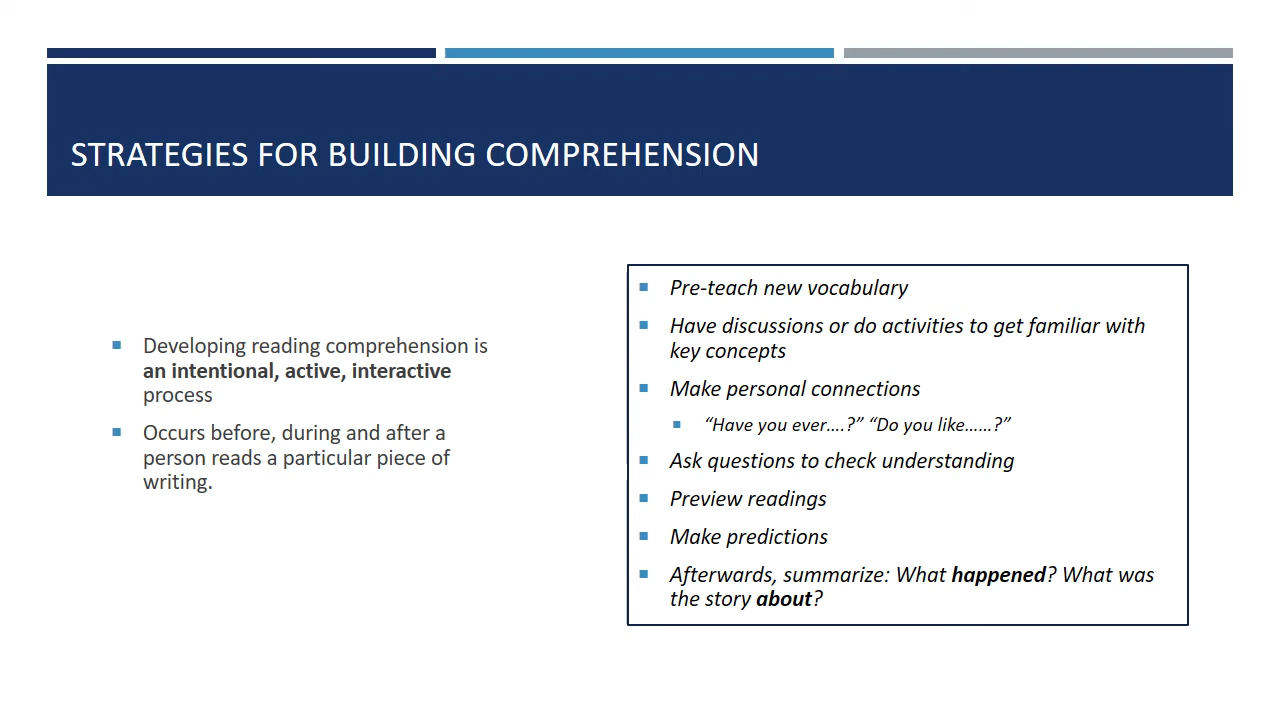 STRATEGIES FOR BUILDING COMPREHENSION
Developing reading comprehension is
an intentional, active, interactive
process
Occurs before, during and after a
person reads a particular piece of
writing.
Pre-teach new vocabulary
Have discussions or do activities to get familiar with
key concepts
Make personal connections
“Have you ever….?” “Do you like……?”
Ask questions to check understanding
Preview readings
Make predictions
Afterwards, summarize: What happened? What was
the story about?